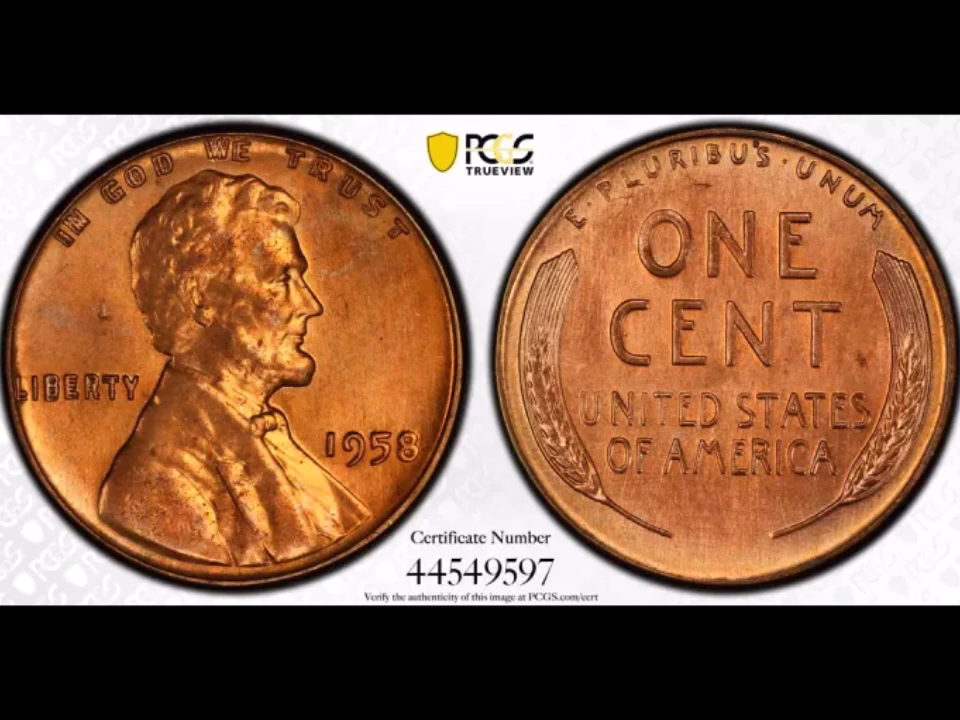 IN GOD WE TRUST
LIBERTY
1958
PCGS
TRUEVIEW
E·PLURIBUS·UNUM
ONE
CENT
UNITED STATES
OF AMERICA
Certificate Number
44549597
Verify the authenticity of this image at PCGS.com/cert